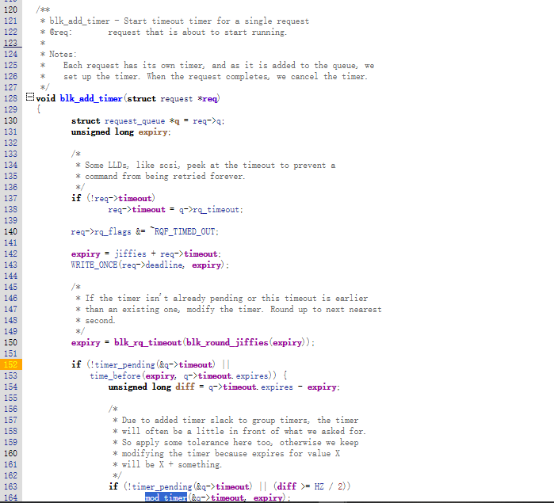 120 /**
121 * blk_add_timer - Start timeout timer for a single request
122 * @req: request that is about to start running.
123 *
124 * Notes:
125 * Each request has its own timer, and as it is added to the queue, we
126 * set up the timer. When the request completes, we cancel the timer.
127 */
128 void blk_add_timer(struct request *req)
129 {
130 struct request_queue *q = req->q;
131 unsigned long expiry;
132
133 /*
134 * Some LLDs, like scsi, peek at the timeout to prevent a
135 * command from being retried forever.
136 */
137 if (!req->timeout)
138 req->timeout = q->rq_timeout;
139
140 req->rq_flags &= ~RQF_TIMED_OUT;
141
142 expiry = jiffies + req->timeout;
143 WRITE_ONCE(req->deadline, expiry);
144
145 /*
146 * If the timer isn't already pending or this timeout is earlier
147 * than an existing one, modify the timer. Round up to next nearest
148 * second.
149 */
150 expiry = blk_rq_timeout(blk_round_jiffies(expiry));
151
152 if (!timer_pending(&q->timeout) ||
153 time_before(expiry, q->timeout.expires)) {
154 unsigned long diff = q->timeout.expires - expiry;
155
156 /*
157 * Due to added timer slack to group timers, the timer
158 * will often be a little in front of what we asked for.
159 * So apply some tolerance here too, otherwise we keep
160 * modifying the timer because expires for value X
161 * will be X + something.
162 */
163 if (!timer_pending(&q->timeout) || (diff >= HZ / 2))
164 mod_timer(&q->timeout, expiry);